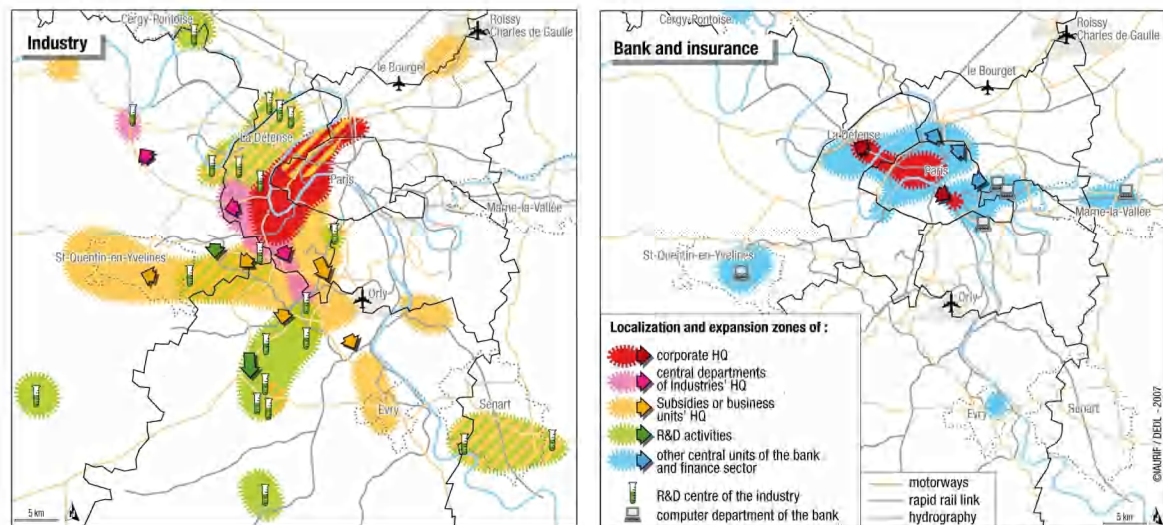 Industry
Cergy-Pontoise
Roissy
Charles de Gaulle
le Bourget
La Défense
Paris
Marne-la-Vallée
St-Quentin-en-Yvelines
Orly
Evry
Sénart
5 km
Bank and insurance
Cergy-Pontoise
Roissy
Charles de Gaulle
le Bourget
La Défense
Paris
Marne-la-Vallée
St-Quentin-en-Yvelines
Orly
Evry
Sénart
Localization and expansion zones of :
corporate HQ
central departments
of Industries' HQ
Subsidies or business
units' HQ
R&D activities
other central units of the bank
and finance sector
R&D centre of the industry
computer department of the bank
motorways
rapid rail link
hydrography
5 km
©IAURIF / DEDL - 2007